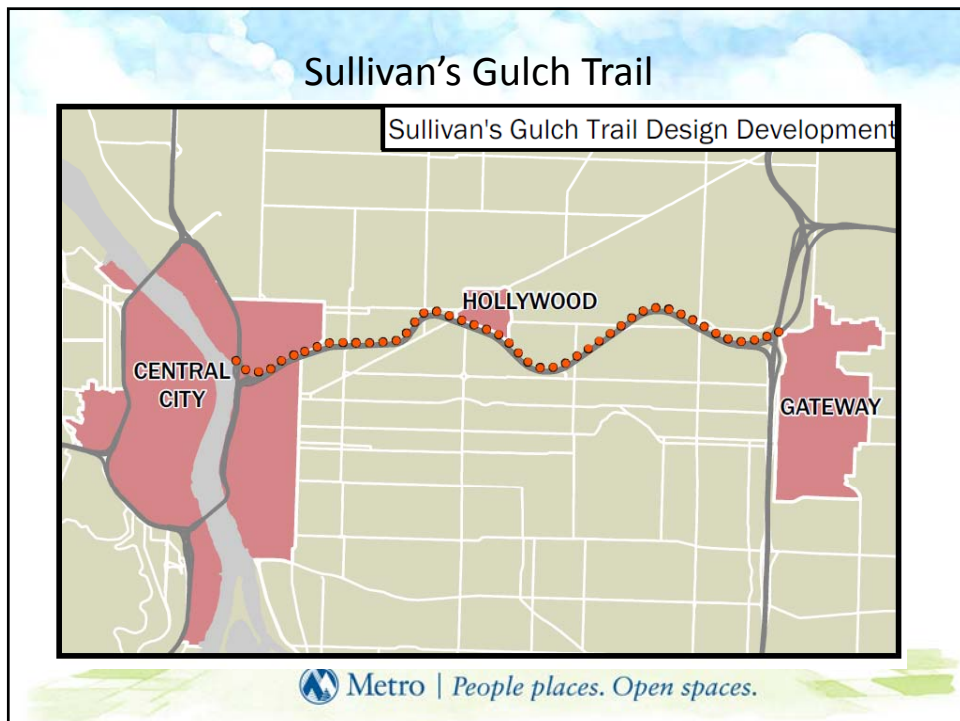 Sullivan's Gulch Trail
Sullivan's Gulch Trail Design Development
HOLLYWOOD
CENTRAL
CITY
GATEWAY
Metro | People places. Open spaces.